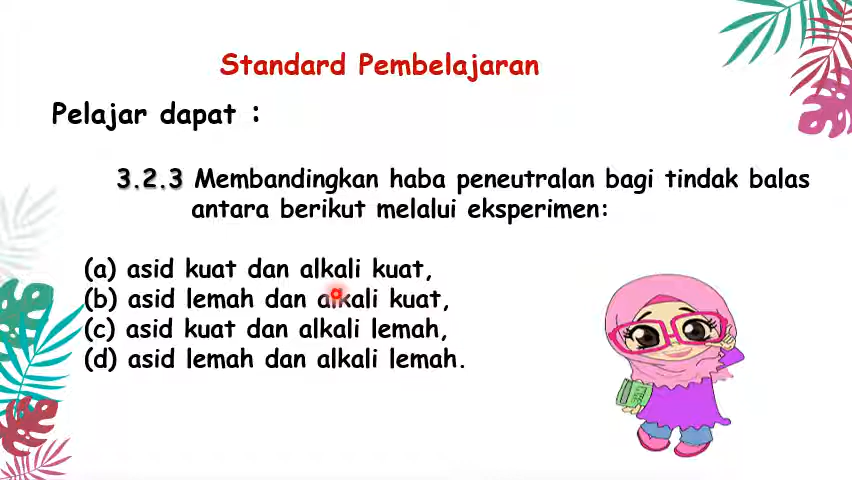 Standard Pembelajaran
Pelajar dapat :
3.2.3 Membandingkan haba peneutralan bagi tindak balas
antara berikut melalui eksperimen:
(a) asid kuat dan alkali kuat,
(b) asid lemah dan alkali kuat,
(c) asid kuat dan alkali lemah,
(d) asid lemah dan alkali lemah.